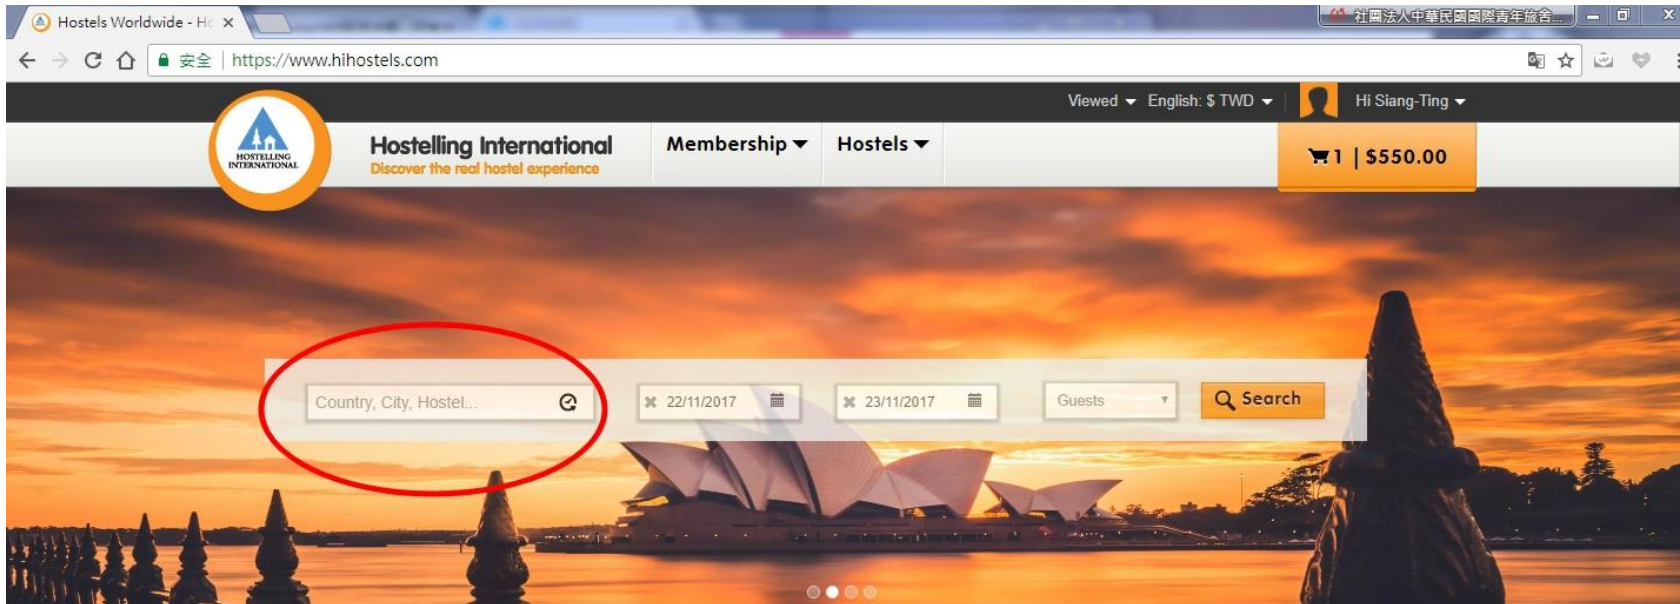 Hostels Worldwide - Ho
社團法人中華民國國際青年旅舍...
安全 | https://www.hihostels.com
Viewed English: $ TWD Hi Siang-Ting
HOSTELLING
INTERNATIONAL
Hostelling International
Discover the real hostel experience
Membership
Hostels
1 | $550.00
Country, City, Hostel...
22/11/2017
23/11/2017
Guests
Search